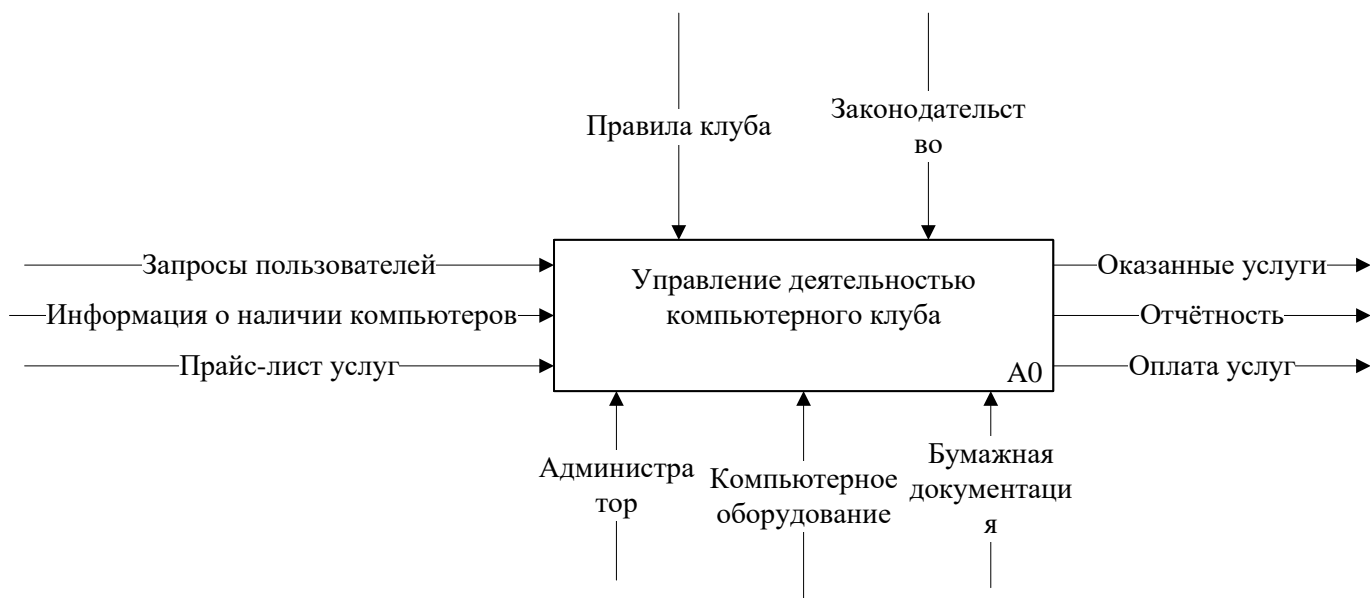 Правила клуба
Законодательст
во
Запросы пользователей
Информация о наличии компьютеров
Прайс-лист услуг
Управление деятельностью
компьютерного клуба
A0
Оказанные услуги
Отчётность
Оплата услуг
Администра
тор
Компьютерное
оборудование
Бумажная
документаци
я